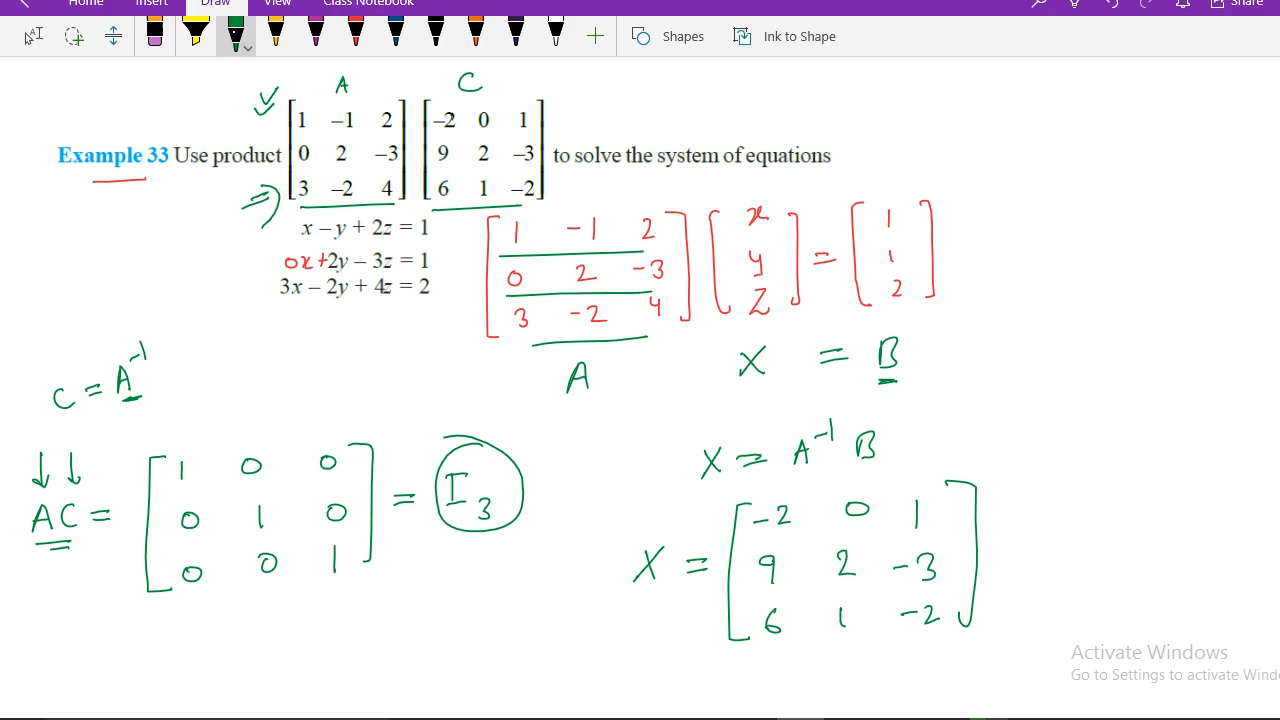 Home Insert Draw View Class Notebook Share
Shapes Ink to Shape
A C
1 -1 2 -2 0 1
Example 33 Use product 0 2 -3 9 2 -3 to solve the system of equations
3 -2 4 6 1 -2
x - y + 2z = 1
0x+2y - 3z = 1
3x - 2y + 4z = 2
1 -1 2 x 1
0 2 -3 y = 1
3 -2 4 z 2
A X = B
C = A⁻¹
X = A⁻¹ B
AC = 1 0 0 = I₃
0 1 0
0 0 1
X = -2 0 1
9 2 -3
6 1 -2
Activate Windows
Go to Settings to activate Wind